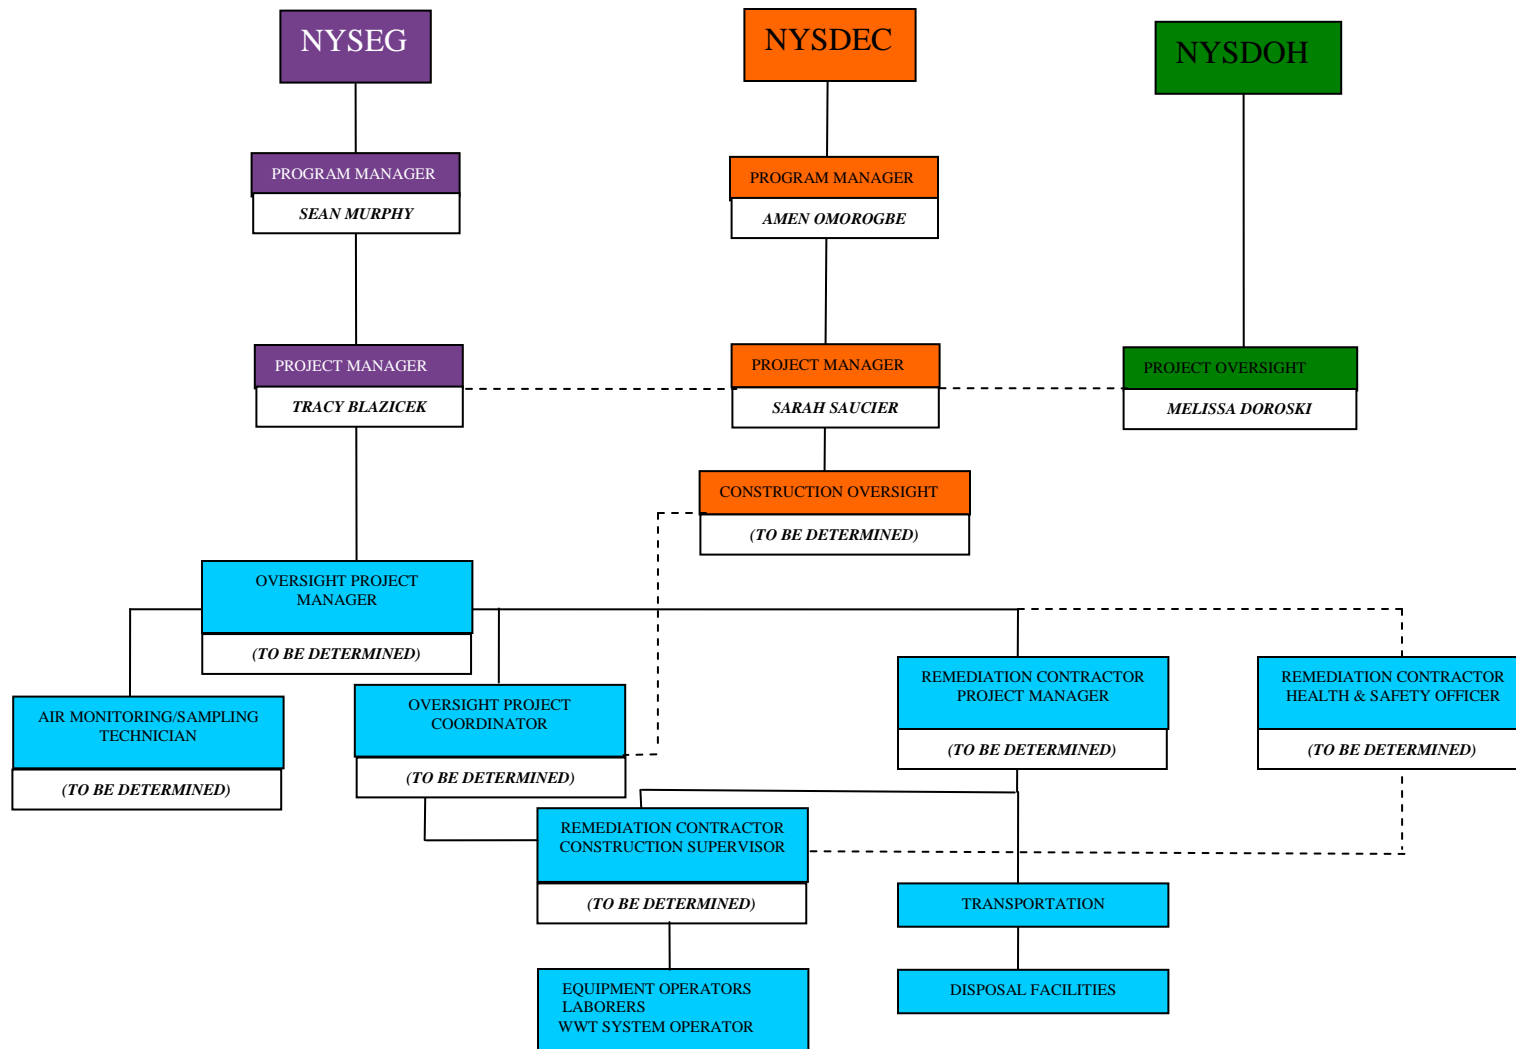 NYSEG
NYSDEC
NYSDOH
PROGRAM MANAGER
SEAN MURPHY
PROGRAM MANAGER
AMEN OMOROGBE
PROJECT MANAGER
TRACY BLAZICEK
PROJECT MANAGER
SARAH SAUCIER
PROJECT OVERSIGHT
MELISSA DOROSKI
CONSTRUCTION OVERSIGHT
(TO BE DETERMINED)
OVERSIGHT PROJECT
MANAGER
(TO BE DETERMINED)
AIR MONITORING/SAMPLING
TECHNICIAN
(TO BE DETERMINED)
OVERSIGHT PROJECT
COORDINATOR
(TO BE DETERMINED)
REMEDIATION CONTRACTOR
PROJECT MANAGER
(TO BE DETERMINED)
REMEDIATION CONTRACTOR
HEALTH & SAFETY OFFICER
(TO BE DETERMINED)
REMEDIATION CONTRACTOR
CONSTRUCTION SUPERVISOR
(TO BE DETERMINED)
TRANSPORTATION
EQUIPMENT OPERATORS
LABORERS
WWT SYSTEM OPERATOR
DISPOSAL FACILITIES